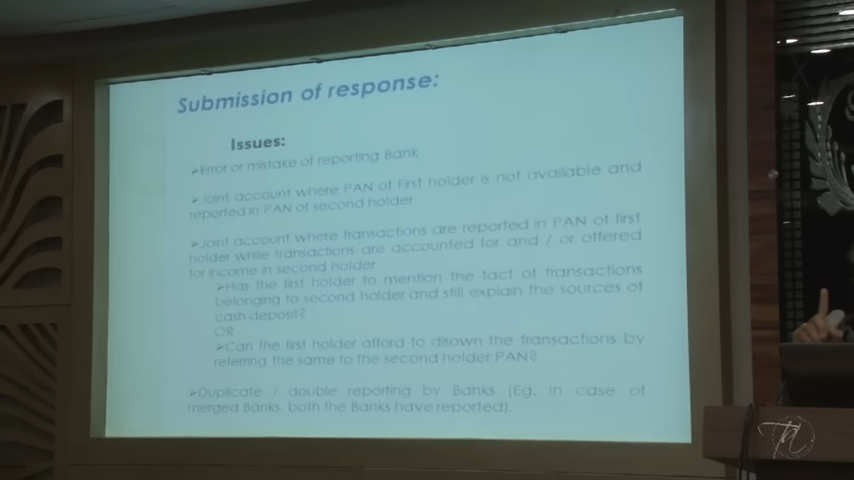 Submission of response:
Issues:
➢Error or mistake of reporting Bank
➢Joint account where PAN of First holder is not available and
reported in PAN of second holder
➢Joint account where transactions are reported in PAN of first
holder while transactions are accounted for and / or offered
for income in second holder
➢Has the first holder to mention the fact of transactions
belonging to second holder and still explain the sources of
cash deposit?
OR
➢Can the first holder afford to disown the transactions by
referring the same to the second holder PAN?
➢Duplicate / double reporting by Banks (Eg. In case of
merged Banks, both the Banks have reported).